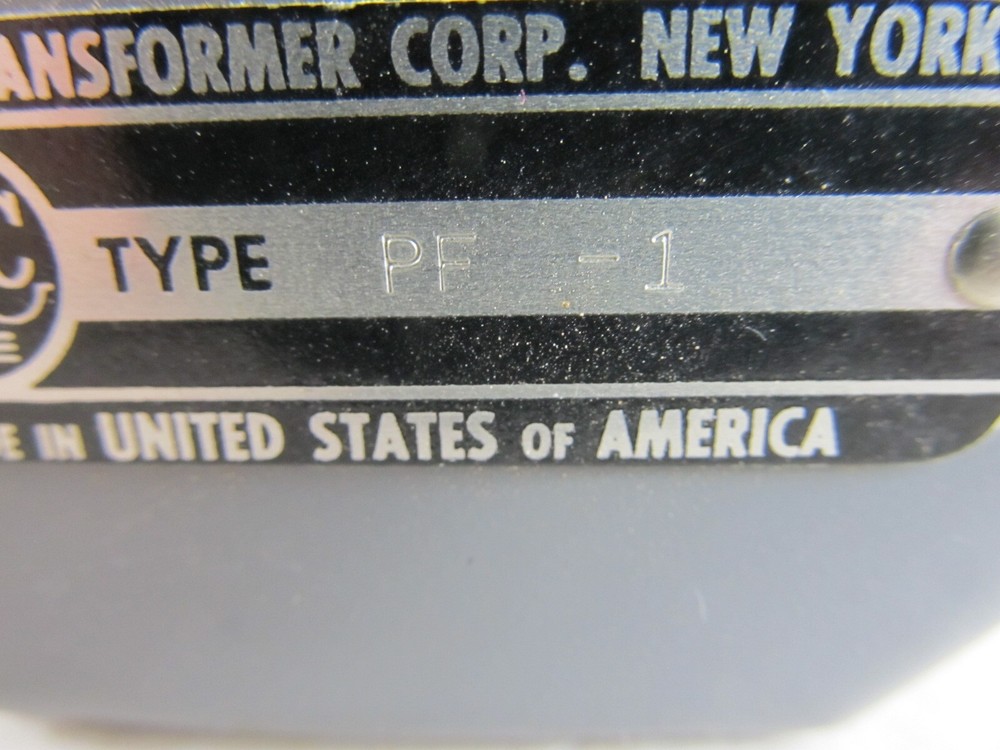 ANSFORMER CORP. NEW YORK
TYPE PF -1
E IN UNITED STATES OF AMERICA